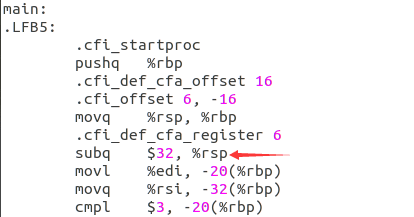 main:
.LFB5:
.cfi_startproc
pushq %rbp
.cfi_def_cfa_offset 16
.cfi_offset 6, -16
movq %rsp, %rbp
.cfi_def_cfa_register 6
subq $32, %rsp
movl %edi, -20(%rbp)
movq %rsi, -32(%rbp)
cmpl $3, -20(%rbp)